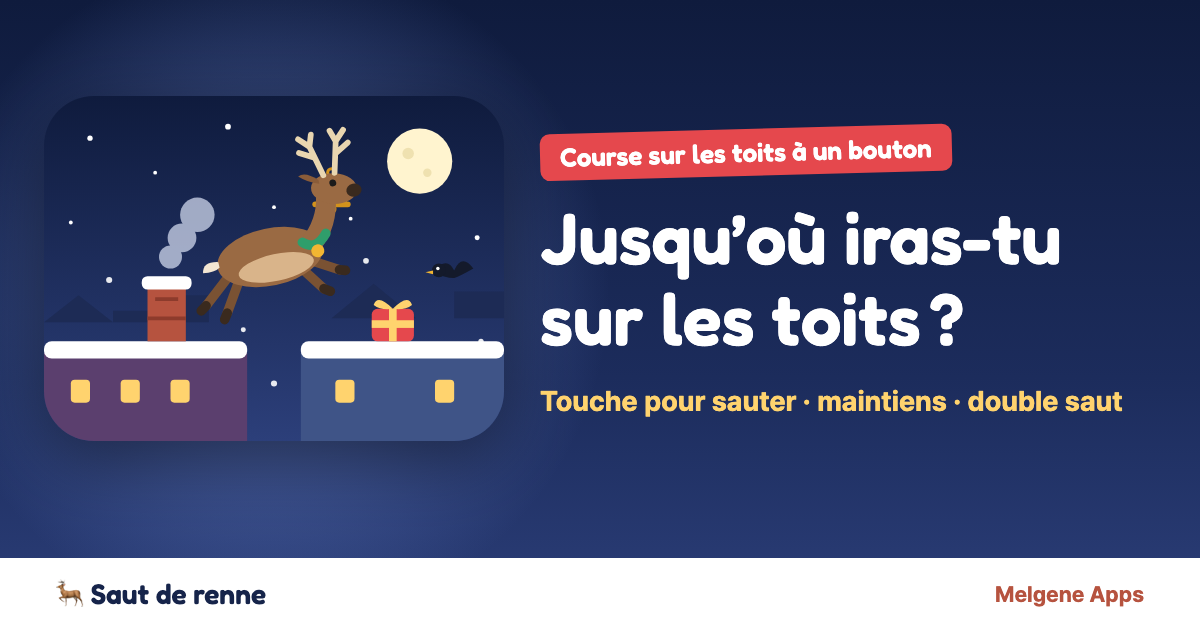 Course sur les toits à un bouton
Jusqu’où iras-tu
sur les toits ?
Touche pour sauter · maintiens · double saut
Saut de renne
Melgene Apps